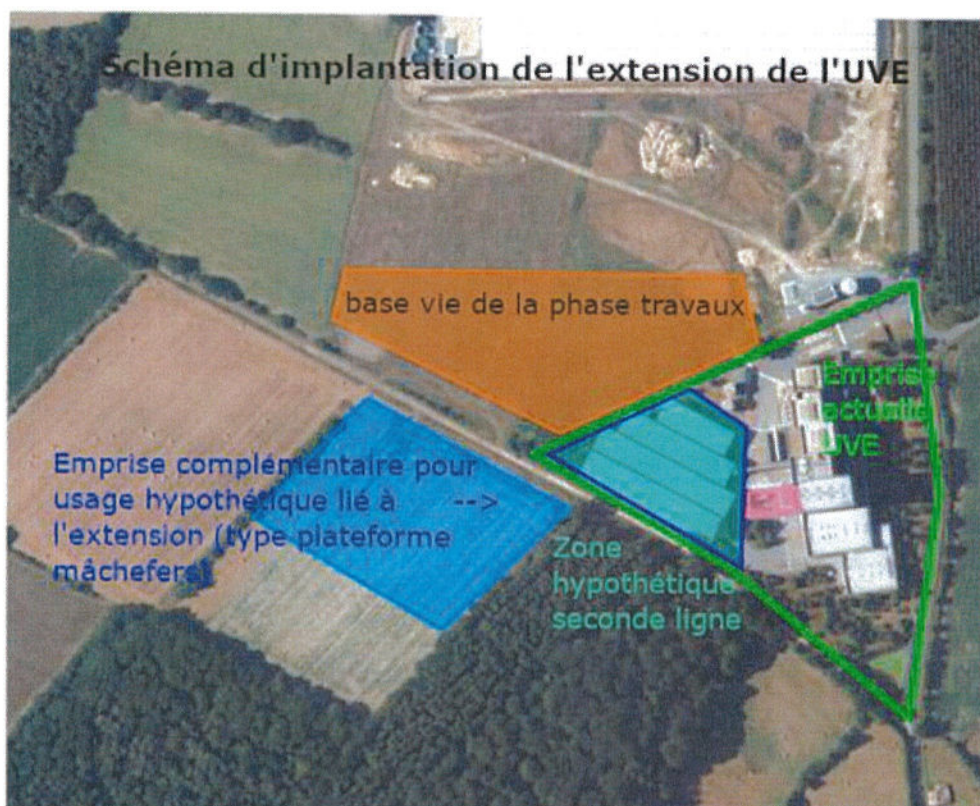 Schéma d'implantation de l'extension de l'UVE
base vie de la phase travaux
Emprise
actuelle
UVE
Emprise complémentaire pour
usage hypothétique lié à -->
l'extension (type plateforme
mâchefers)
Zone
hypothétique
seconde ligne